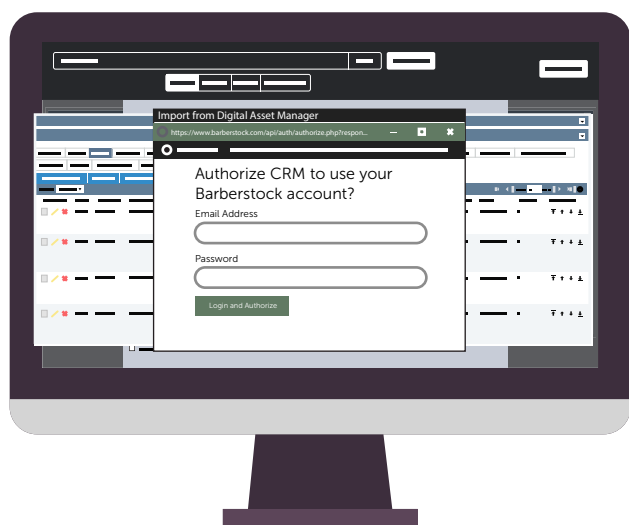 Import from Digital Asset Manager
https://www.barberstock.com/api/auth/authorize.php?respon...
Authorize CRM to use your
Barberstock account?
Email Address
Password
Login and Authorize